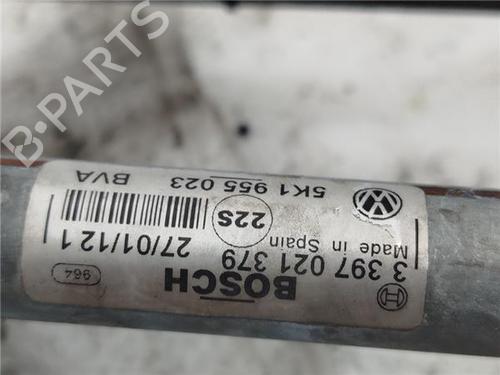 B-PARTS
BOSCH
964
3 397 021 379
27/01/12 1
Made in Spain
22S
5K1 955 023
BVA